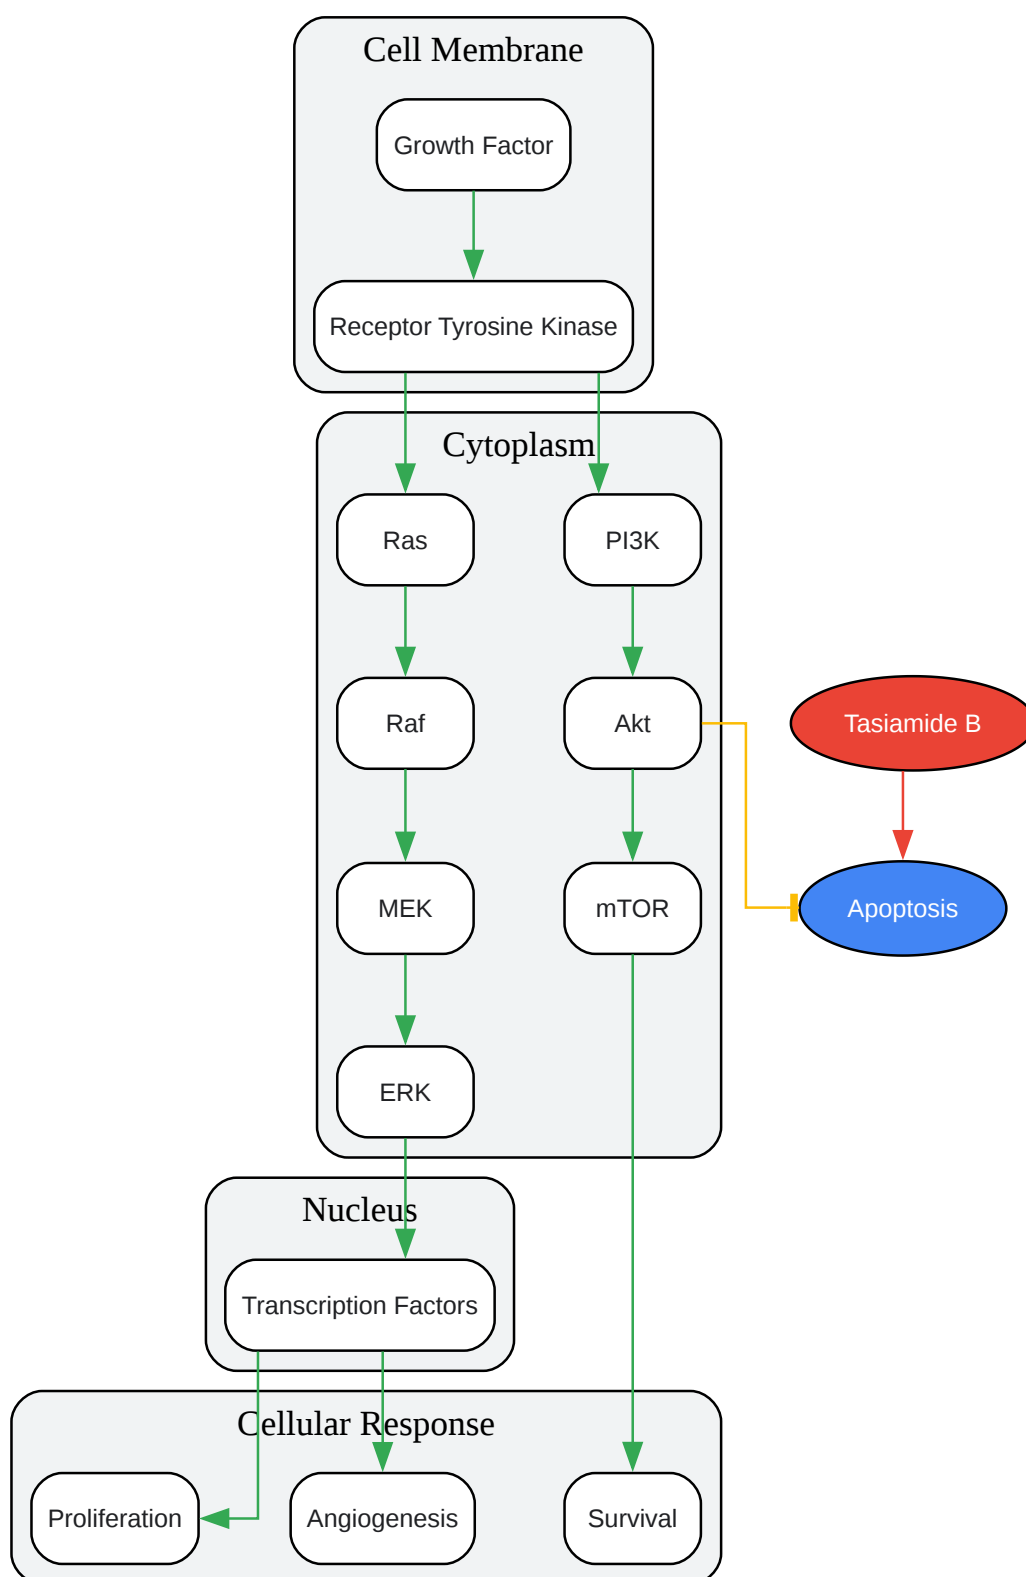 Cell Membrane
Growth Factor
Receptor Tyrosine Kinase
Cytoplasm
Ras
PI3K
Raf
Akt
Tasiamide B
MEK
mTOR
Apoptosis
ERK
Nucleus
Transcription Factors
Cellular Response
Proliferation
Angiogenesis
Survival